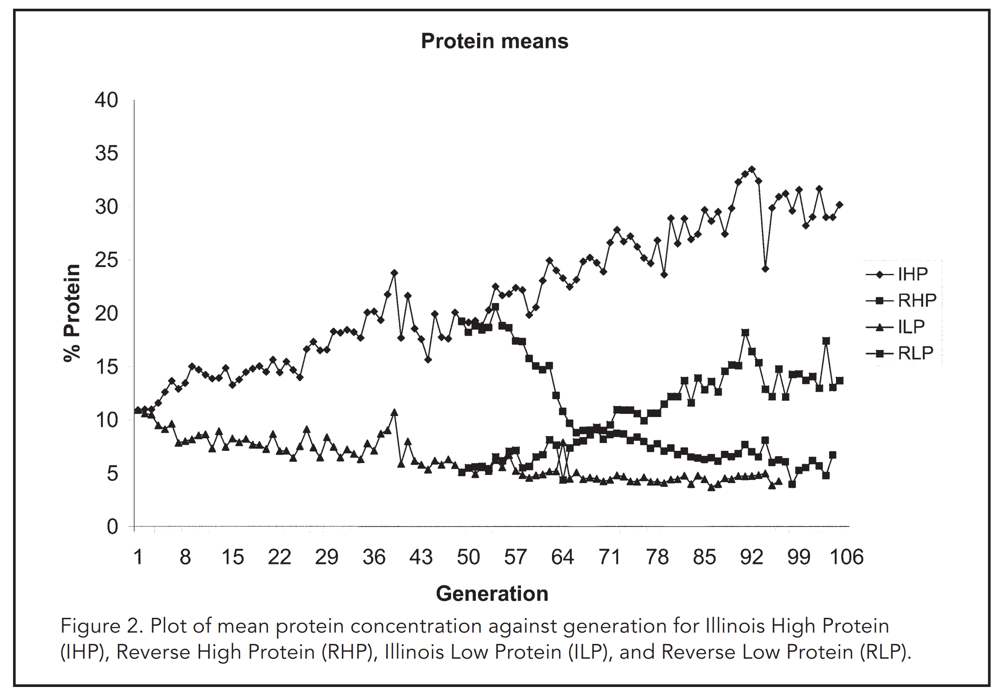 Protein means
40
35
30
25
20
15
10
5
0
% Protein
IHP
RHP
ILP
RLP
1 8 15 22 29 36 43 50 57 64 71 78 85 92 99 106
Generation
Figure 2. Plot of mean protein concentration against generation for Illinois High Protein
(IHP), Reverse High Protein (RHP), Illinois Low Protein (ILP), and Reverse Low Protein (RLP).